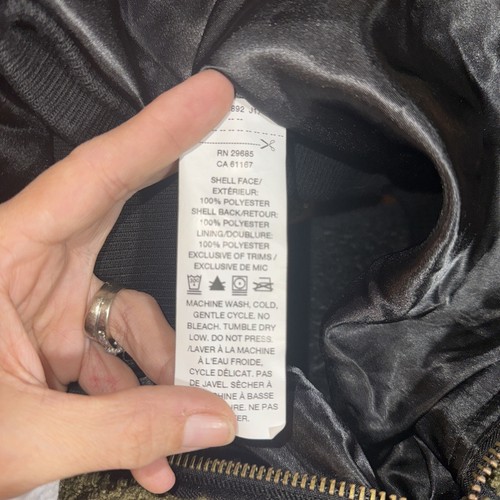 RN 29685
CA 61167
SHELL FACE/
EXTÉRIEUR:
100% POLYESTER
SHELL BACK/RETOUR:
100% POLYESTER
LINING/DOUBLURE:
100% POLYESTER
EXCLUSIVE OF TRIMS /
EXCLUSIVE DE MIC
MACHINE WASH, COLD,
GENTLE CYCLE, NO
BLEACH. TUMBLE DRY
LOW. DO NOT PRESS.
/LAVER À LA MACHINE
À L'EAU FROIDE,
CYCLE DÉLICAT. PAS
DE JAVEL. SÉCHER À
À BASSE
NE PAS